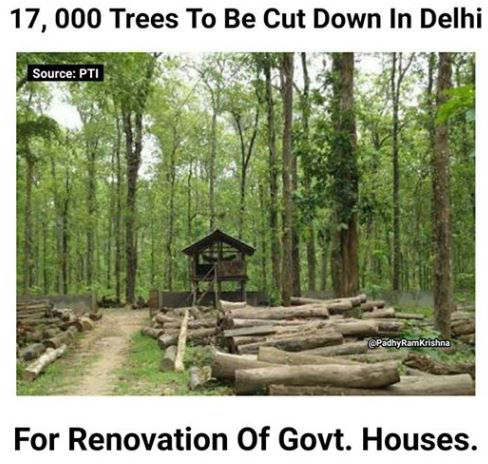 17, 000 Trees To Be Cut Down In Delhi
Source: PTI
@PadhyRamKrishna
For Renovation Of Govt. Houses.